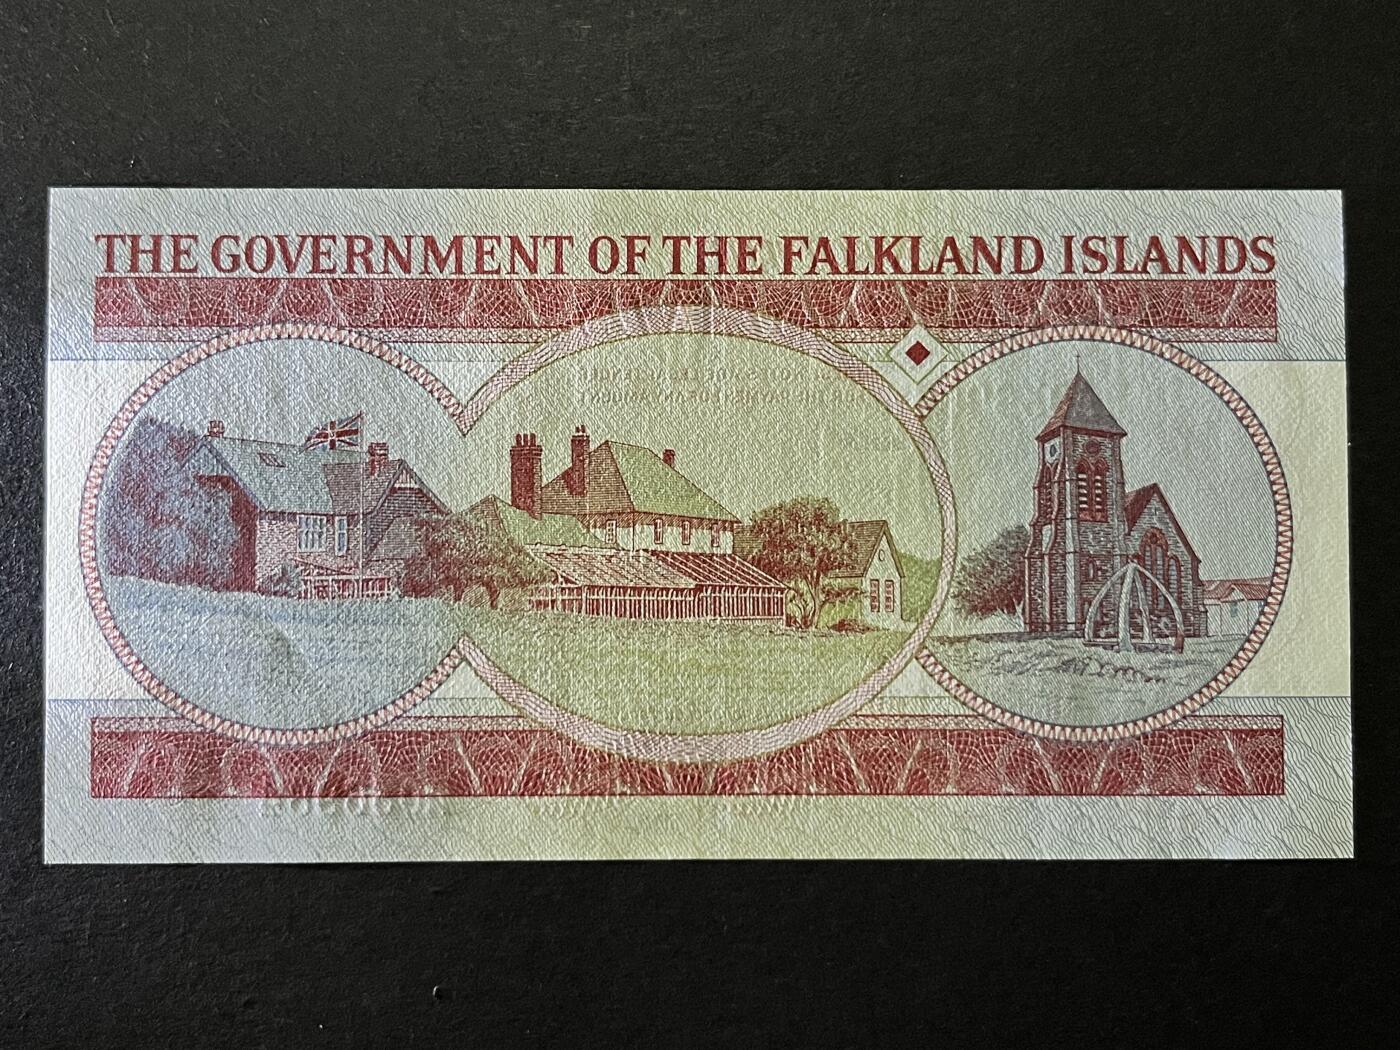 THE GOVERNMENT OF THE FALKLAND ISLANDS